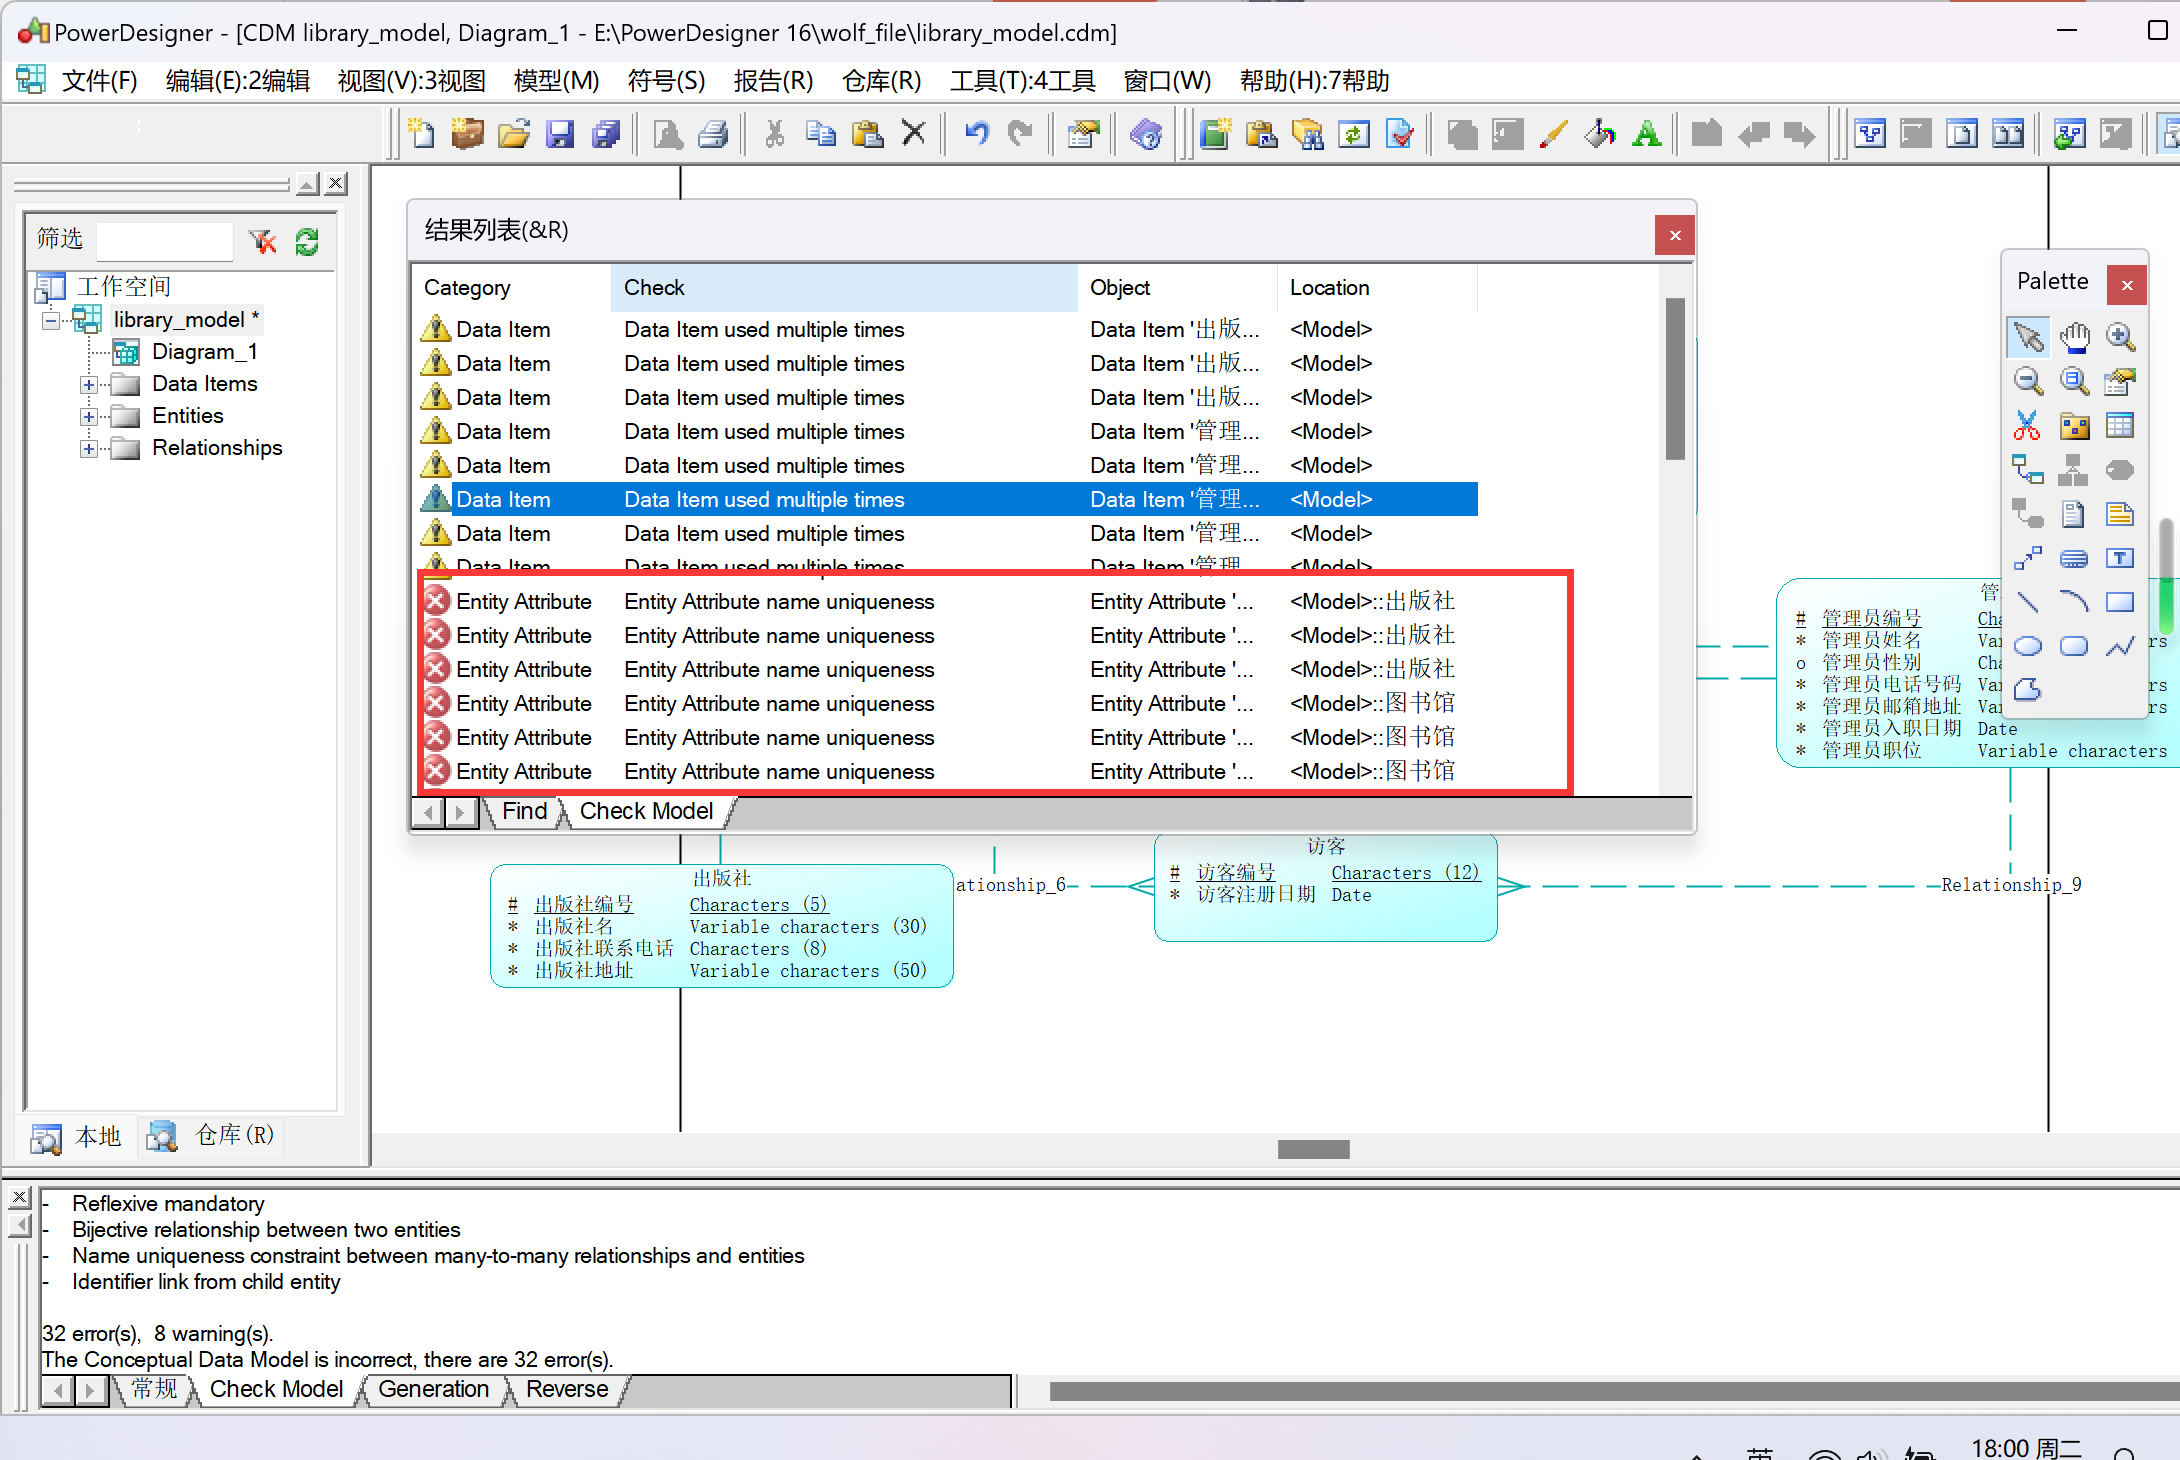 PowerDesigner - [CDM library_model, Diagram_1 - E:\PowerDesigner 16\wolf_file\library_model.cdm]
文件(F) 编辑(E):2编辑 视图(V):3视图 模型(M) 符号(S) 报告(R) 仓库(R) 工具(T):4工具 窗口(W) 帮助(H):7帮助
筛选
工作空间
library_model *
Diagram_1
Data Items
Entities
Relationships
本地 仓库(R)
结果列表(&R)
Category Check Object Location
Data Item Data Item used multiple times Data Item '出版... <Model>
Data Item Data Item used multiple times Data Item '出版... <Model>
Data Item Data Item used multiple times Data Item '出版... <Model>
Data Item Data Item used multiple times Data Item '管理... <Model>
Data Item Data Item used multiple times Data Item '管理... <Model>
Data Item Data Item used multiple times Data Item '管理... <Model>
Data Item Data Item used multiple times Data Item '管理... <Model>
Data Item Data Item used multiple times Data Item '管理... <Model>
Entity Attribute Entity Attribute name uniqueness Entity Attribute '... <Model>::出版社
Entity Attribute Entity Attribute name uniqueness Entity Attribute '... <Model>::出版社
Entity Attribute Entity Attribute name uniqueness Entity Attribute '... <Model>::出版社
Entity Attribute Entity Attribute name uniqueness Entity Attribute '... <Model>::图书馆
Entity Attribute Entity Attribute name uniqueness Entity Attribute '... <Model>::图书馆
Entity Attribute Entity Attribute name uniqueness Entity Attribute '... <Model>::图书馆
Find Check Model
Palette
管
# 管理员编号 Cha
* 管理员姓名 Va rs
o 管理员性别 Cha
* 管理员电话号码 Va rs
* 管理员邮箱地址 Va rs
* 管理员入职日期 Date
* 管理员职位 Variable characters
出版社
# 出版社编号 Characters (5)
* 出版社名 Variable characters (30)
* 出版社联系电话 Characters (8)
* 出版社地址 Variable characters (50)
ationship_6
访客
# 访客编号 Characters (12)
* 访客注册日期 Date
Relationship_9
- Reflexive mandatory
- Bijective relationship between two entities
- Name uniqueness constraint between many-to-many relationships and entities
- Identifier link from child entity
32 error(s), 8 warning(s).
The Conceptual Data Model is incorrect, there are 32 error(s).
常规 Check Model Generation Reverse
英 18:00 周二